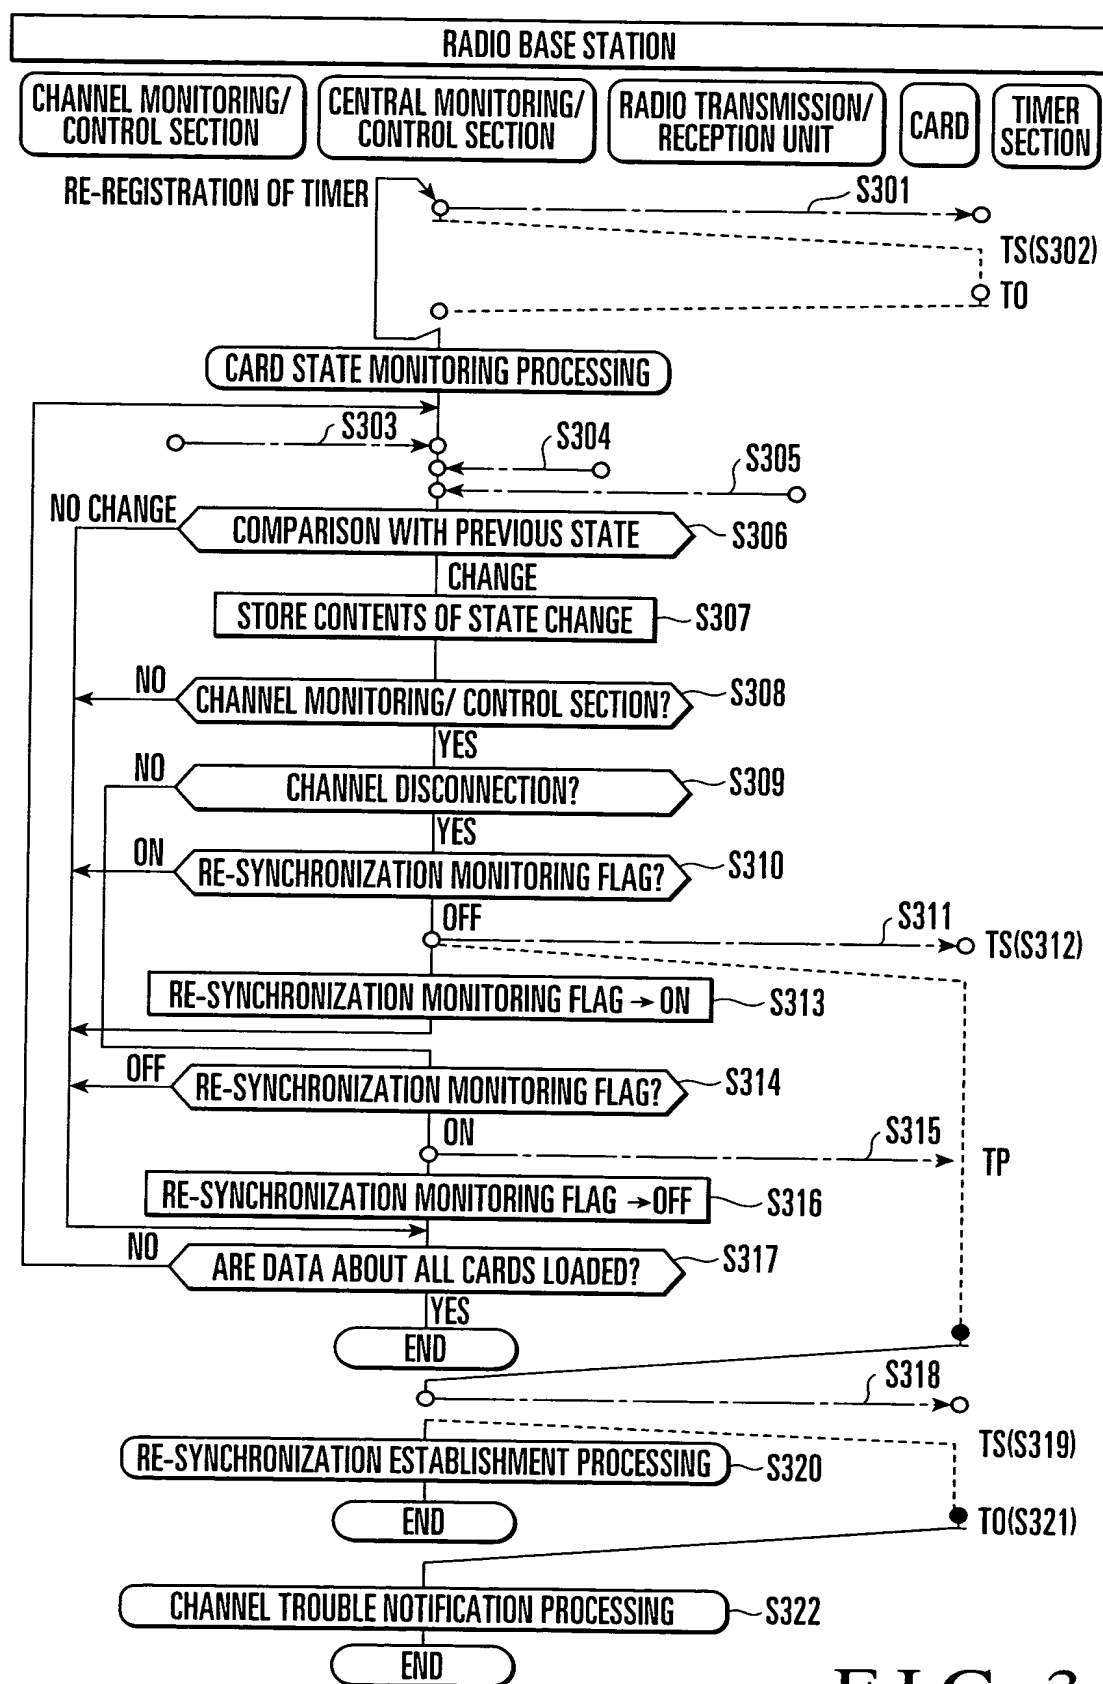 RADIO BASE STATION
CHANNEL MONITORING/
CONTROL SECTION
CENTRAL MONITORING/
CONTROL SECTION
RADIO TRANSMISSION/
RECEPTION UNIT
CARD
TIMER
SECTION
RE-REGISTRATION OF TIMER
S301
TS(S302)
TO
CARD STATE MONITORING PROCESSING
S303
S304
S305
NO CHANGE
COMPARISON WITH PREVIOUS STATE
S306
CHANGE
STORE CONTENTS OF STATE CHANGE
S307
NO
CHANNEL MONITORING/ CONTROL SECTION?
S308
YES
NO
CHANNEL DISCONNECTION?
S309
YES
ON
RE-SYNCHRONIZATION MONITORING FLAG?
S310
OFF
S311
TS(S312)
RE-SYNCHRONIZATION MONITORING FLAG → ON
S313
OFF
RE-SYNCHRONIZATION MONITORING FLAG?
S314
ON
S315
TP
RE-SYNCHRONIZATION MONITORING FLAG →OFF
S316
NO
ARE DATA ABOUT ALL CARDS LOADED?
S317
YES
END
S318
TS(S319)
RE-SYNCHRONIZATION ESTABLISHMENT PROCESSING
S320
END
TO(S321)
CHANNEL TROUBLE NOTIFICATION PROCESSING
S322
END
FIG. 3